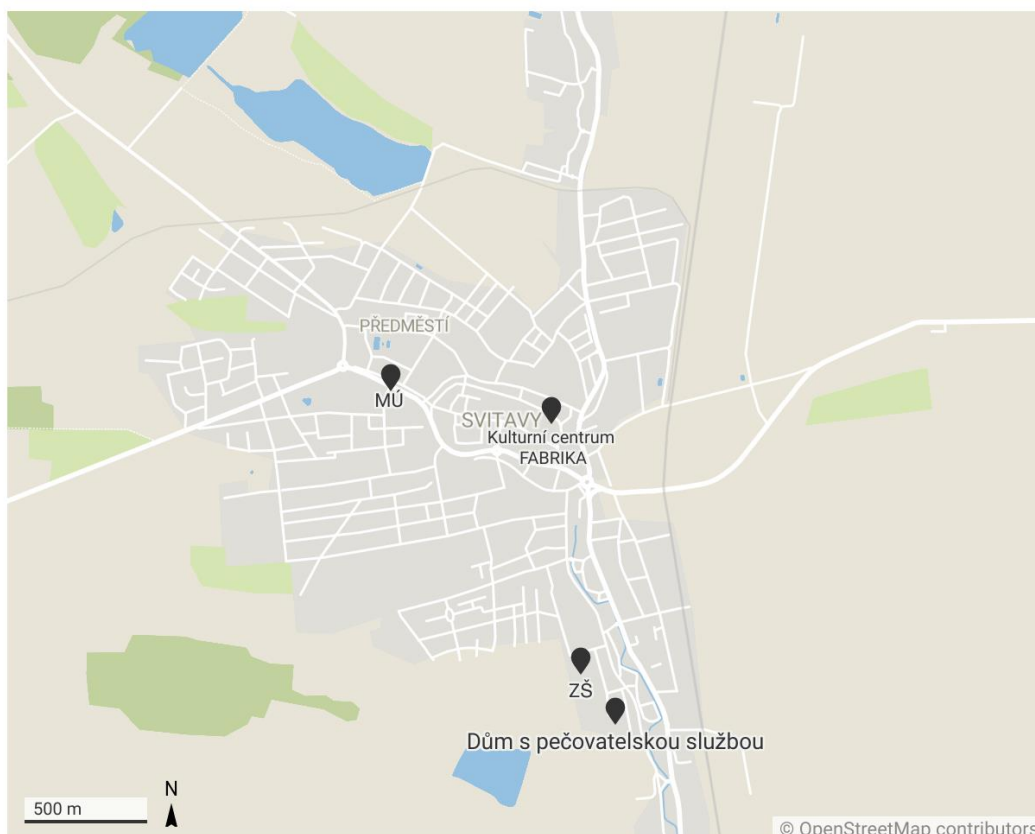 PŘEDMĚSTÍ
MÚ
SVITAVY
Kulturní centrum
FABRIKA
ZŠ
Dům s pečovatelskou službou
500 m
N
© OpenStreetMap contributors